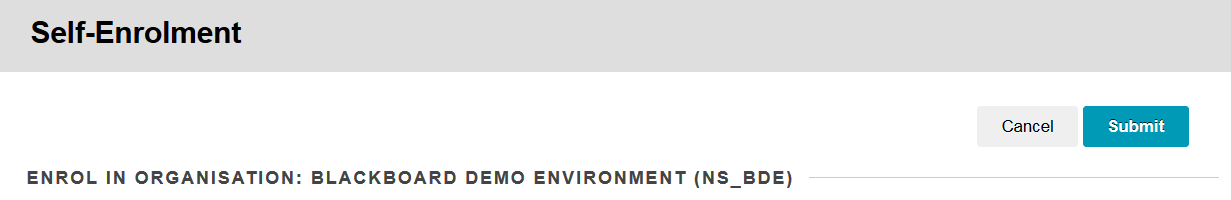 Self-Enrolment
Cancel Submit
ENROL IN ORGANISATION: BLACKBOARD DEMO ENVIRONMENT (NS_BDE)